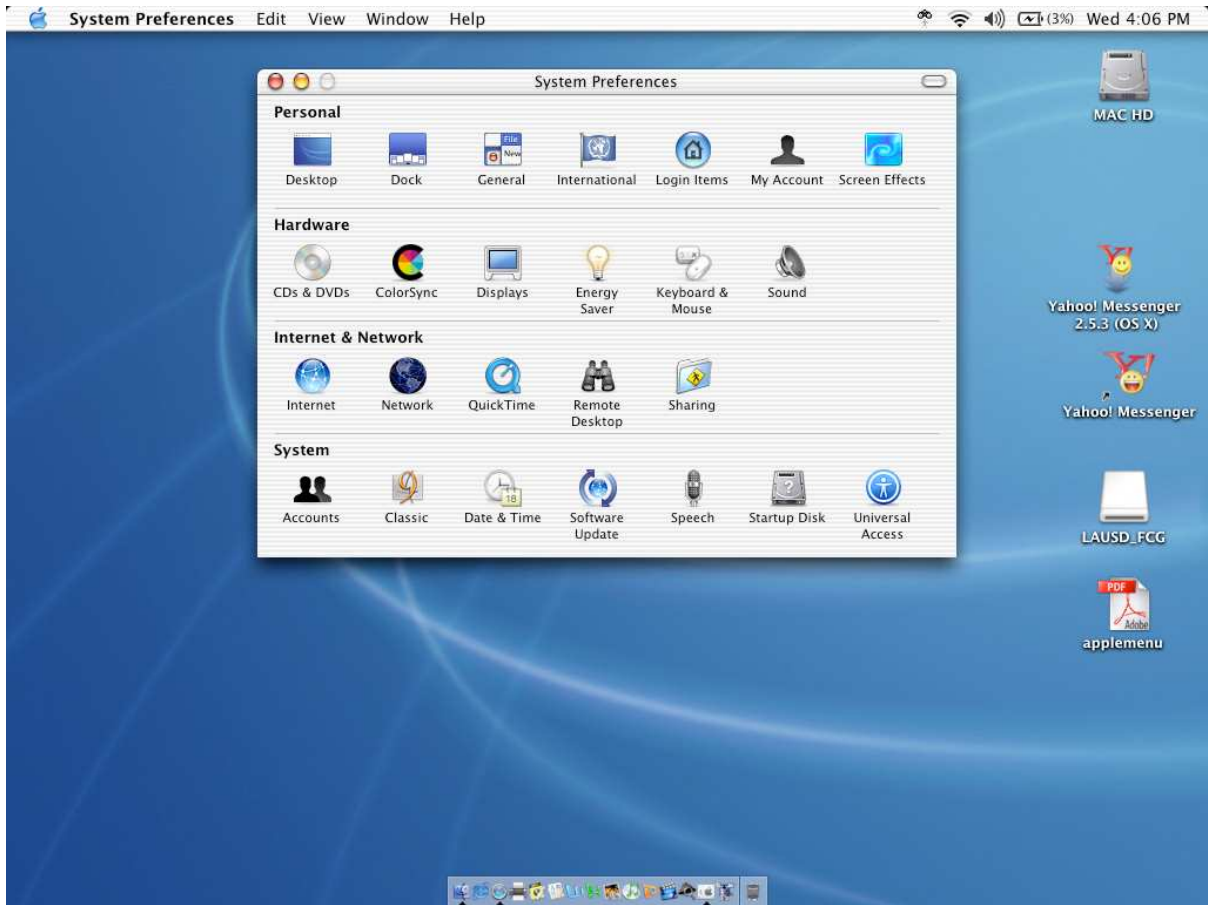 System Preferences Edit View Window Help (3%) Wed 4:06 PM
System Preferences
Personal
Desktop Dock General International Login Items My Account Screen Effects
Hardware
CDs & DVDs ColorSync Displays Energy Saver Keyboard & Mouse Sound
Internet & Network
Internet Network QuickTime Remote Desktop Sharing
System
Accounts Classic Date & Time Software Update Speech Startup Disk Universal Access
File
New
18
MAC HD
Yahoo! Messenger
2.5.3 (OS X)
Yahoo! Messenger
LAUSD_FCG
PDF
Adobe
applemenu